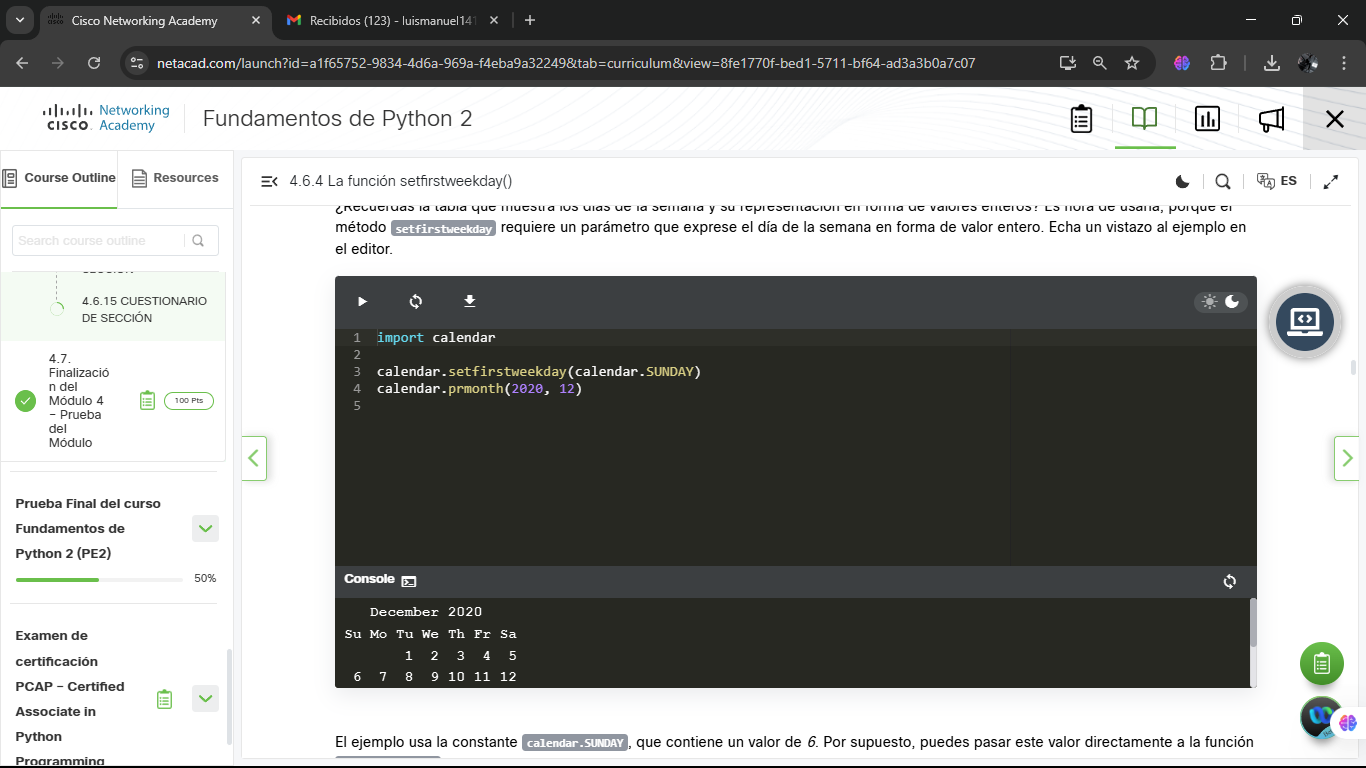 Cisco Networking Academy
Recibidos (123) - luismanuel141
netacad.com/launch?id=a1f65752-9834-4d6a-969a-f4eba9a32249&tab=curriculum&view=8fe1770f-bed1-5711-bf64-ad3a3b0a7c07
CISCO Networking Academy
Fundamentos de Python 2
Course Outline
Resources
Search course outline
SECCIÓN
4.6.15 CUESTIONARIO
DE SECCIÓN
4.7.
Finalizació
n del
Módulo 4
– Prueba
del
Módulo
100 Pts
Prueba Final del curso
Fundamentos de
Python 2 (PE2)
50%
Examen de
certificación
PCAP – Certified
Associate in
Python
Programming
4.6.4 La función setfirstweekday()
ES
¿Recuerdas la tabla que muestra los días de la semana y su representación en forma de valores enteros? Es hora de usarla, porque el
método setfirstweekday requiere un parámetro que exprese el día de la semana en forma de valor entero. Echa un vistazo al ejemplo en
el editor.
1 import calendar
2
3 calendar.setfirstweekday(calendar.SUNDAY)
4 calendar.prmonth(2020, 12)
5
Console
December 2020
Su Mo Tu We Th Fr Sa
1 2 3 4 5
6 7 8 9 10 11 12
El ejemplo usa la constante calendar.SUNDAY, que contiene un valor de 6. Por supuesto, puedes pasar este valor directamente a la función